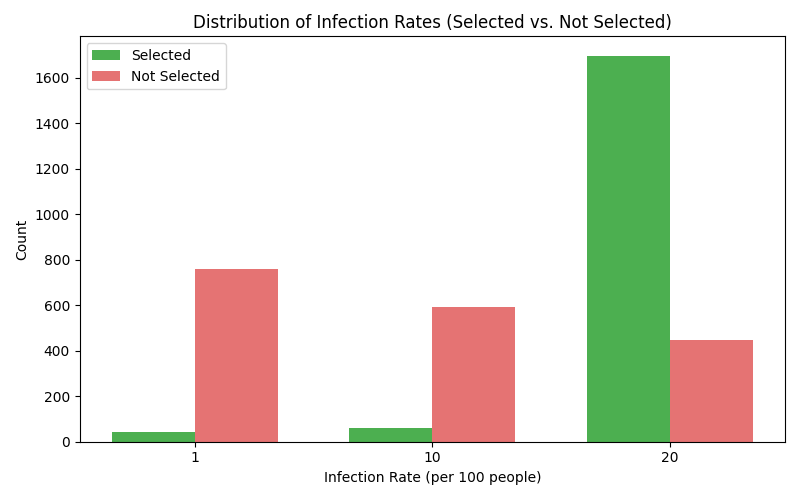 Distribution of Infection Rates (Selected vs. Not Selected)
Selected
Not Selected
1600
1400
1200
1000
800
600
400
200
0
Count
1 10 20
Infection Rate (per 100 people)